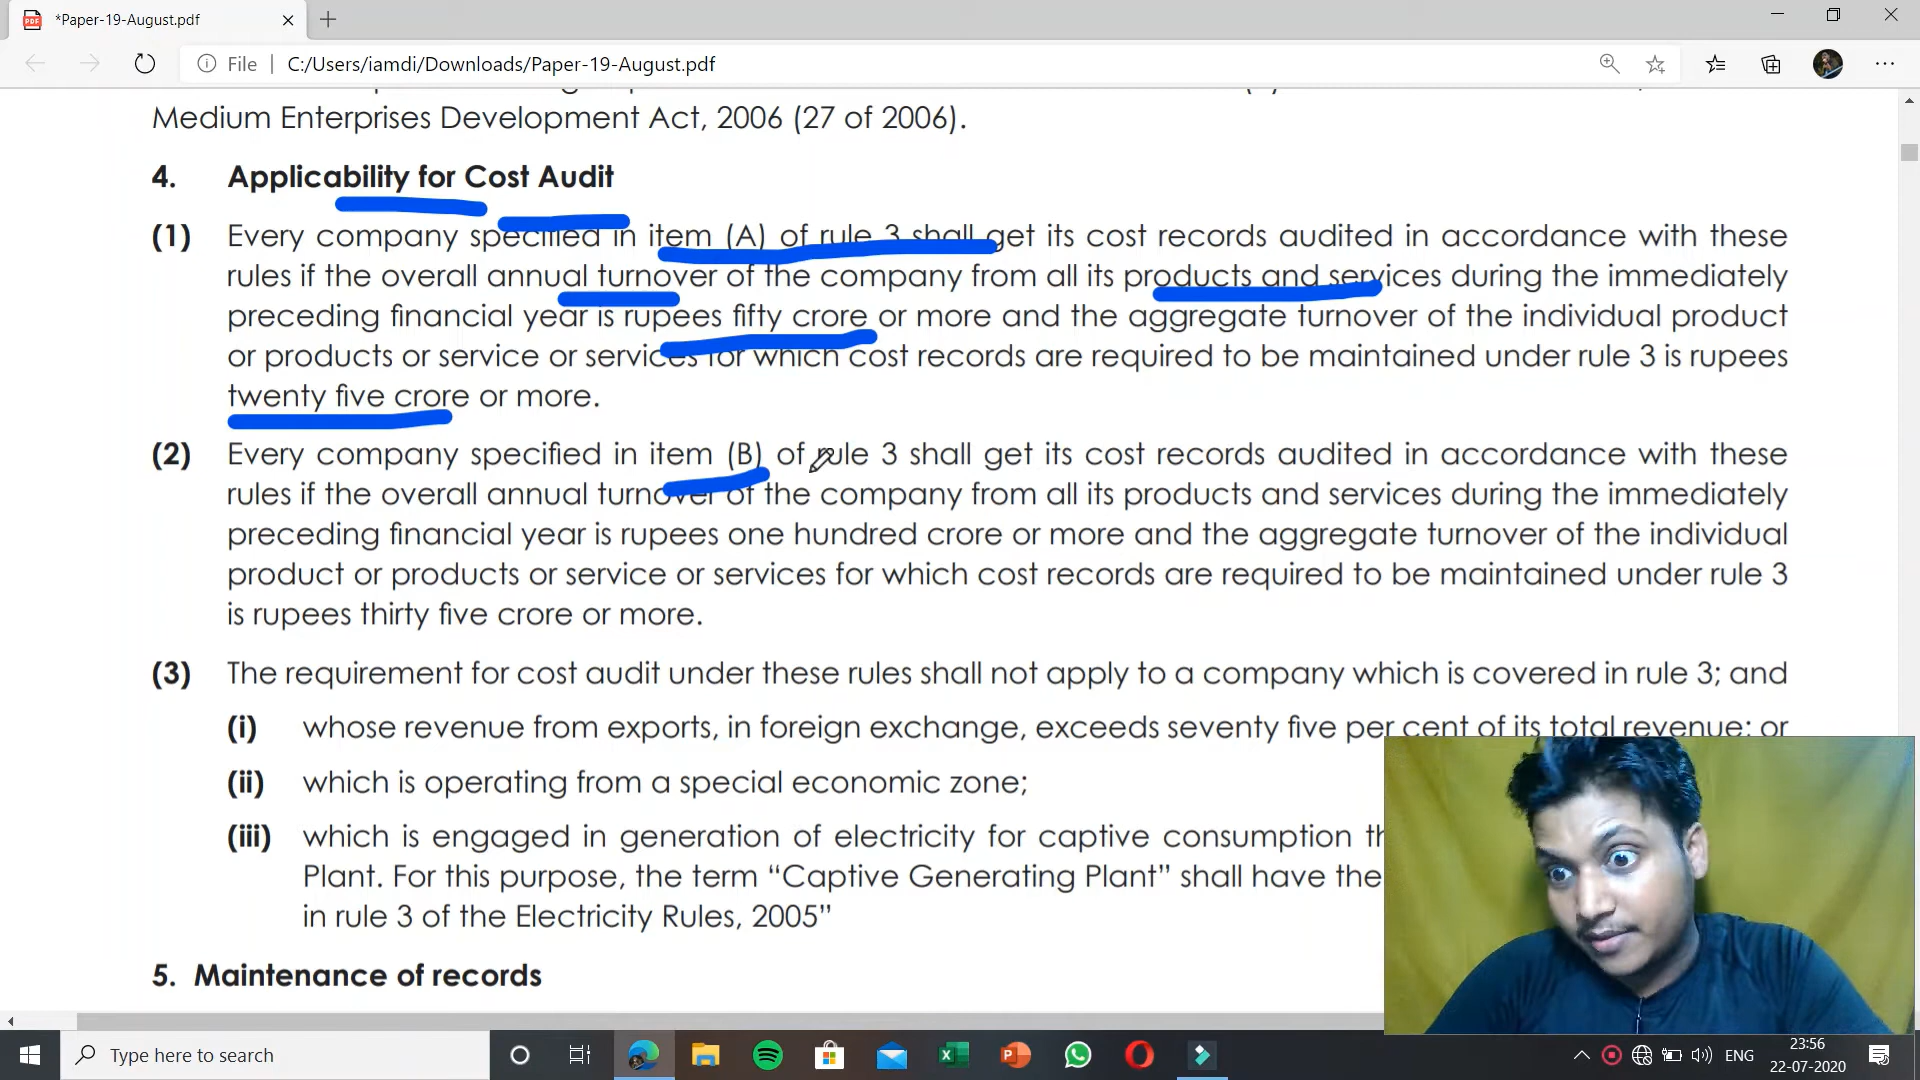 *Paper-19-August.pdf
File
C:/Users/iamdi/Downloads/Paper-19-August.pdf
Medium Enterprises Development Act, 2006 (27 of 2006).
4. Applicability for Cost Audit
(1) Every company specified in item (A) of rule 3 shall get its cost records audited in accordance with these
rules if the overall annual turnover of the company from all its products and services during the immediately
preceding financial year is rupees fifty crore or more and the aggregate turnover of the individual product
or products or service or services for which cost records are required to be maintained under rule 3 is rupees
twenty five crore or more.
(2) Every company specified in item (B) of rule 3 shall get its cost records audited in accordance with these
rules if the overall annual turnover of the company from all its products and services during the immediately
preceding financial year is rupees one hundred crore or more and the aggregate turnover of the individual
product or products or service or services for which cost records are required to be maintained under rule 3
is rupees thirty five crore or more.
(3) The requirement for cost audit under these rules shall not apply to a company which is covered in rule 3; and
(i) whose revenue from exports, in foreign exchange, exceeds seventy five per cent of its total revenue; or
(ii) which is operating from a special economic zone;
(iii) which is engaged in generation of electricity for captive consumption
Plant. For this purpose, the term “Captive Generating Plant” shall have the
in rule 3 of the Electricity Rules, 2005”
5. Maintenance of records
Type here to search
ENG
23:56
22-07-2020